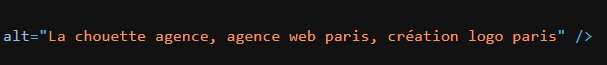 alt="La chouette agence, agence web paris, création logo paris" />